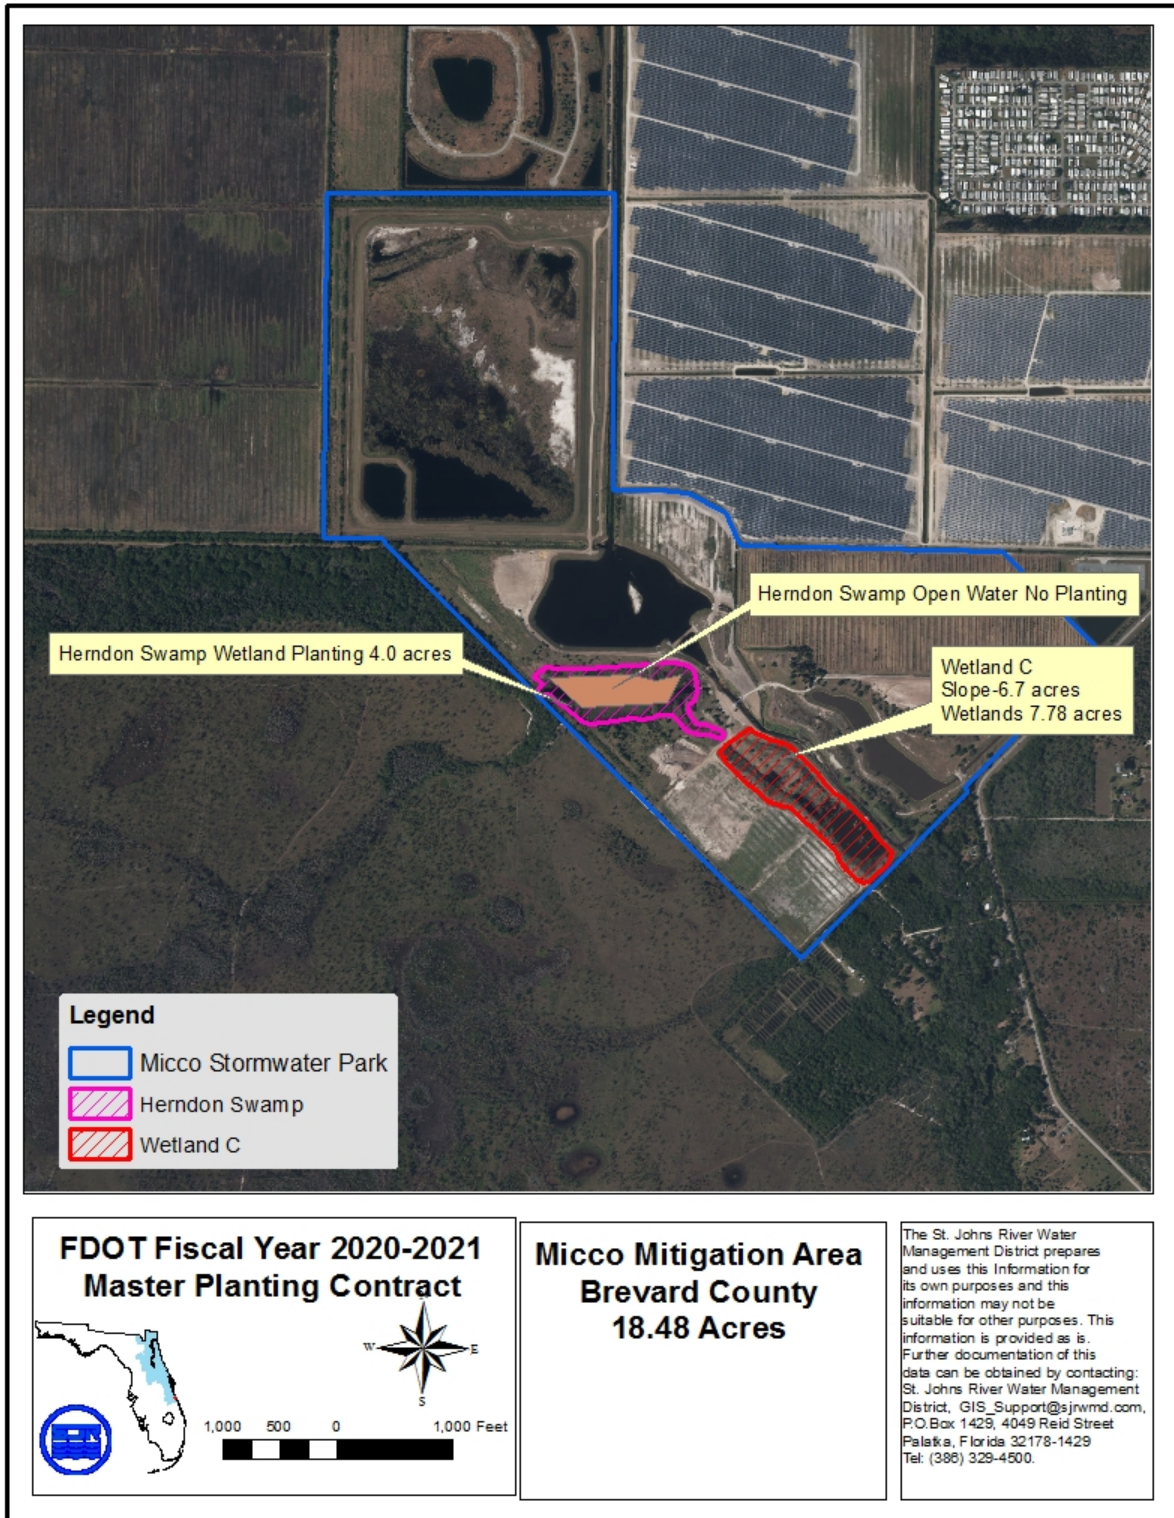 Herndon Swamp Open Water No Planting
Herndon Swamp Wetland Planting 4.0 acres
Wetland C
Slope-6.7 acres
Wetlands 7.78 acres
Legend
Micco Stormwater Park
Herndon Swamp
Wetland C
FDOT Fiscal Year 2020-2021
Master Planting Contract
W
E
S
1,000 500 0 1,000 Feet
Micco Mitigation Area
Brevard County
18.48 Acres
The St. Johns River Water
Management District prepares
and uses this Information for
its own purposes and this
information may not be
suitable for other purposes. This
information is provided as is.
Further documentation of this
data can be obtained by contacting:
St. Johns River Water Management
District, GIS_Support@sjrwmd.com,
P.O.Box 1429, 4049 Reid Street
Palatka, Florida 32178-1429
Tel: (386) 329-4500.